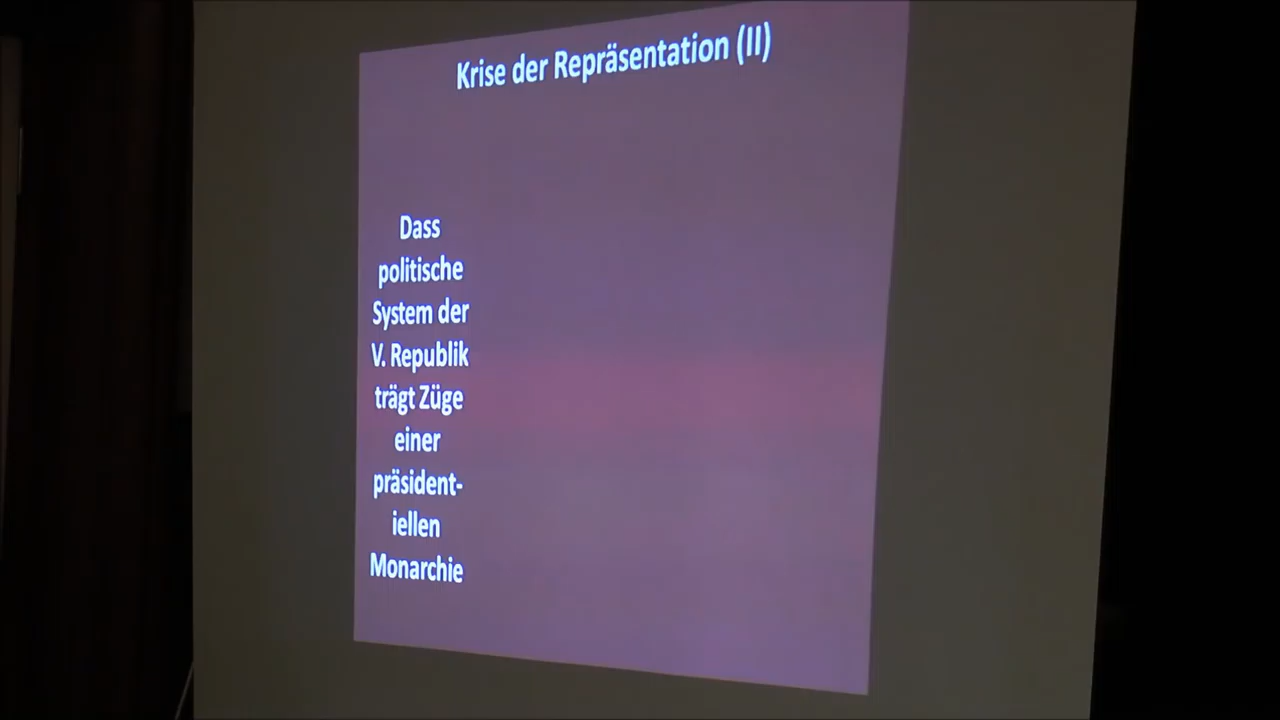 Krise der Repräsentation (II)
Dass
politische
System der
V. Republik
trägt Züge
einer
präsident-
iellen
Monarchie